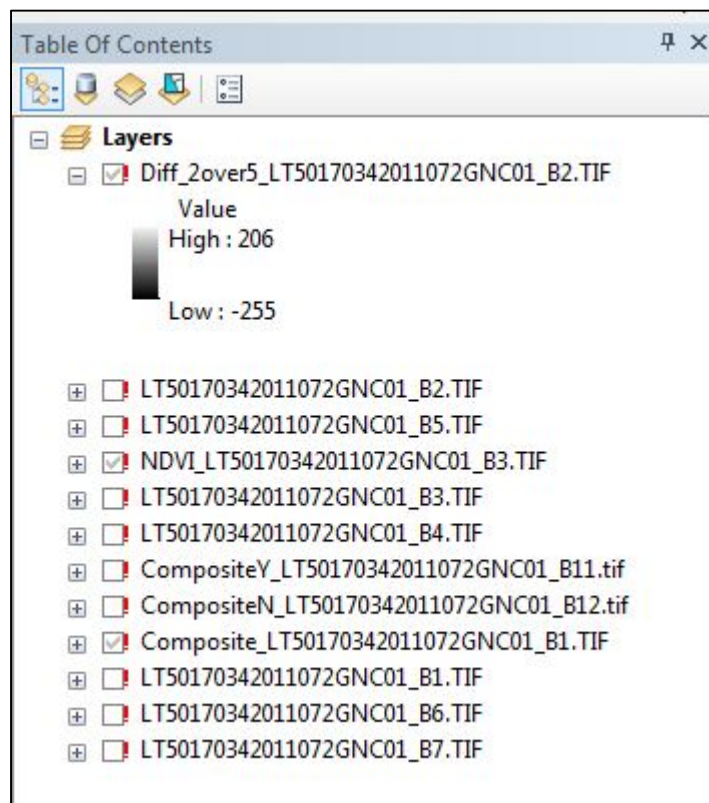 Table Of Contents
Layers
Diff_2over5_LT50170342011072GNC01_B2.TIF
Value
High : 206
Low : -255
LT50170342011072GNC01_B2.TIF
LT50170342011072GNC01_B5.TIF
NDVI_LT50170342011072GNC01_B3.TIF
LT50170342011072GNC01_B3.TIF
LT50170342011072GNC01_B4.TIF
CompositeY_LT50170342011072GNC01_B11.tif
CompositeN_LT50170342011072GNC01_B12.tif
Composite_LT50170342011072GNC01_B1.TIF
LT50170342011072GNC01_B1.TIF
LT50170342011072GNC01_B6.TIF
LT50170342011072GNC01_B7.TIF